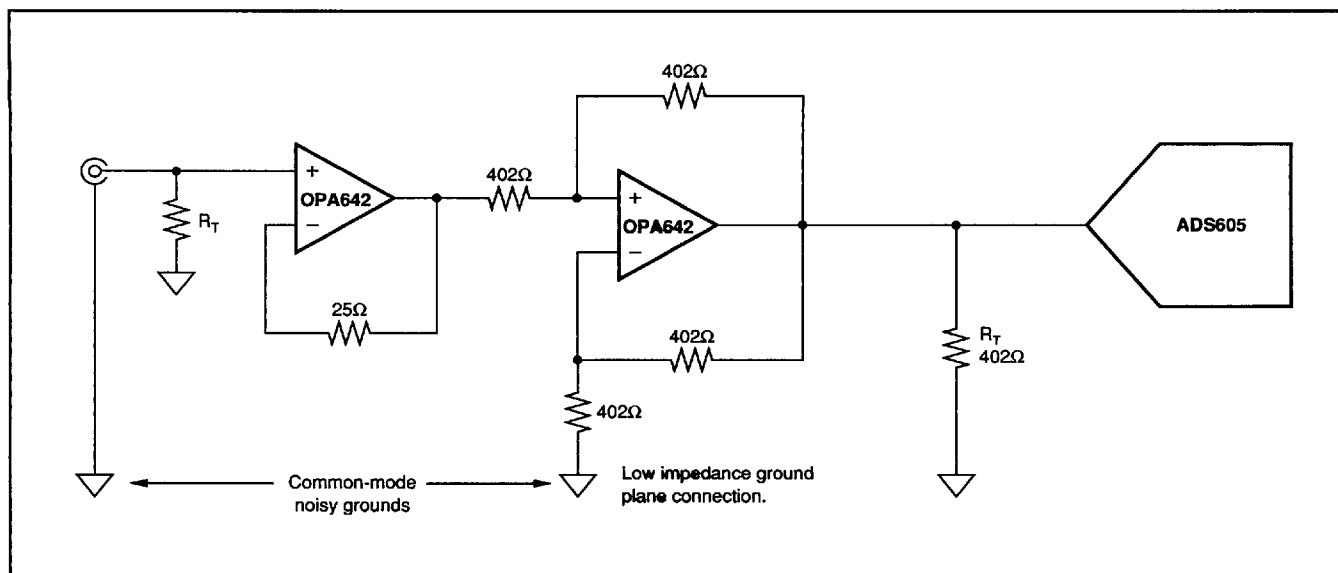 402Ω
+
OPA642
−
402Ω
+
OPA642
−
ADS605
R_T
25Ω
402Ω
R_T
402Ω
402Ω
Common-mode
noisy grounds
Low impedance ground
plane connection.